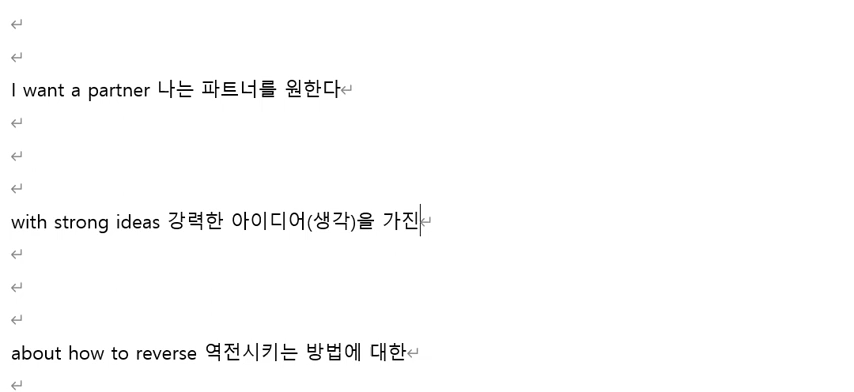 I want a partner 나는 파트너를 원한다
with strong ideas 강력한 아이디어(생각)을 가진
about how to reverse 역전시키는 방법에 대한